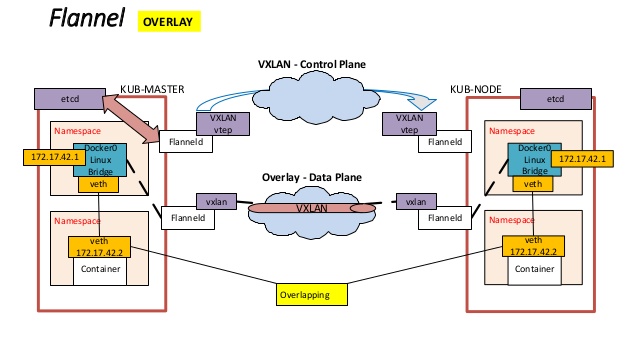 Flannel OVERLAY
VXLAN - Control Plane
KUB-MASTER
KUB-NODE
etcd
etcd
VXLAN
vtep
VXLAN
vtep
Flanneld
Flanneld
Namespace
Namespace
Docker0
Linux
Bridge
172.17.42.1
veth
Docker0
Linux
Bridge
172.17.42.1
veth
Overlay - Data Plane
vxlan
VXLAN
vxlan
Flanneld
Flanneld
Namespace
Namespace
veth
172.17.42.2
Container
veth
172.17.42.2
Container
Overlapping